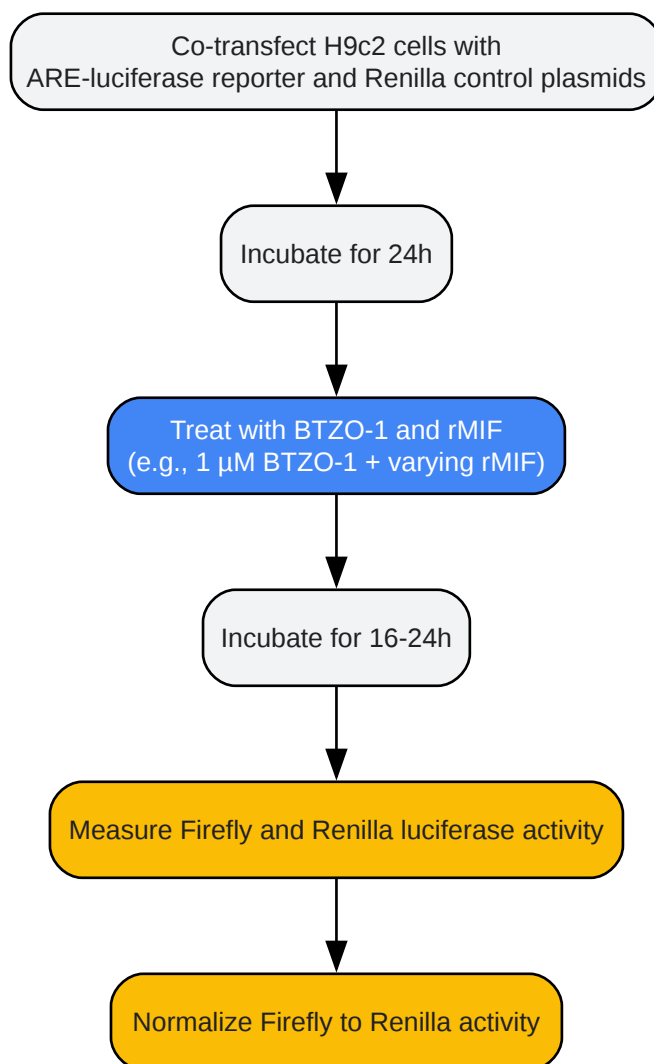 Co-transfect H9c2 cells with
ARE-luciferase reporter and Renilla control plasmids
Incubate for 24h
Treat with BTZO-1 and rMIF
(e.g., 1 µM BTZO-1 + varying rMIF)
Incubate for 16-24h
Measure Firefly and Renilla luciferase activity
Normalize Firefly to Renilla activity